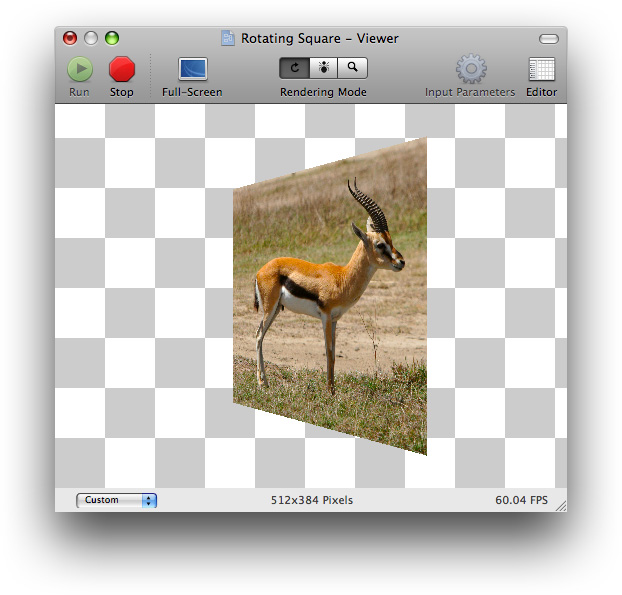 Rotating Square – Viewer
Run Stop Full-Screen Rendering Mode Input Parameters Editor
Custom 512x384 Pixels 60.04 FPS